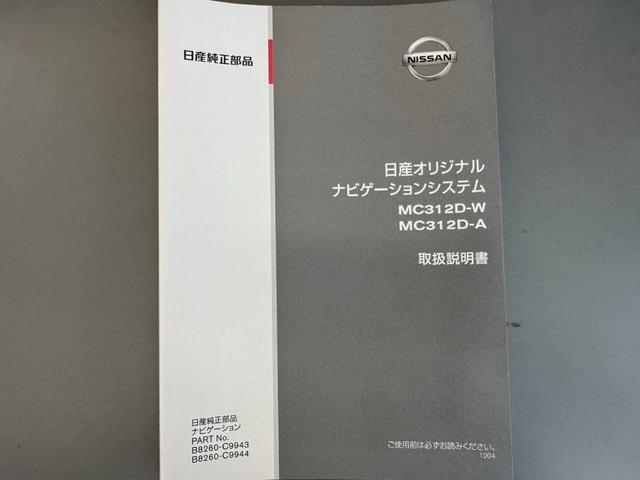 日産純正部品
NISSAN
日産オリジナル
ナビゲーションシステム
MC312D-W
MC312D-A
取扱説明書
日産純正部品
ナビゲーション
PART No.
B8260-C9943
B8260-C9944
ご使用前は必ずお読みください。
1204